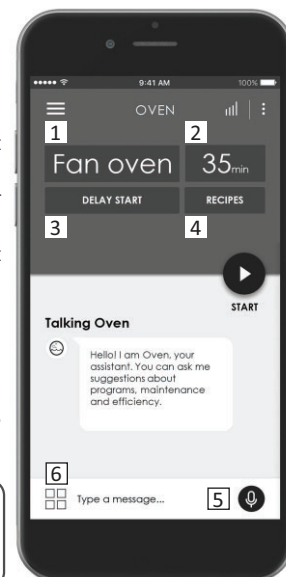 9:41 AM 100%
OVEN
1 2
Fan oven 35min
DELAY START RECIPES
3 4
START
Talking Oven
Hello! I am Oven, your
assistant. You can ask me
suggestions about
programs, maintenance
and efficiency.
6
Type a message... 5